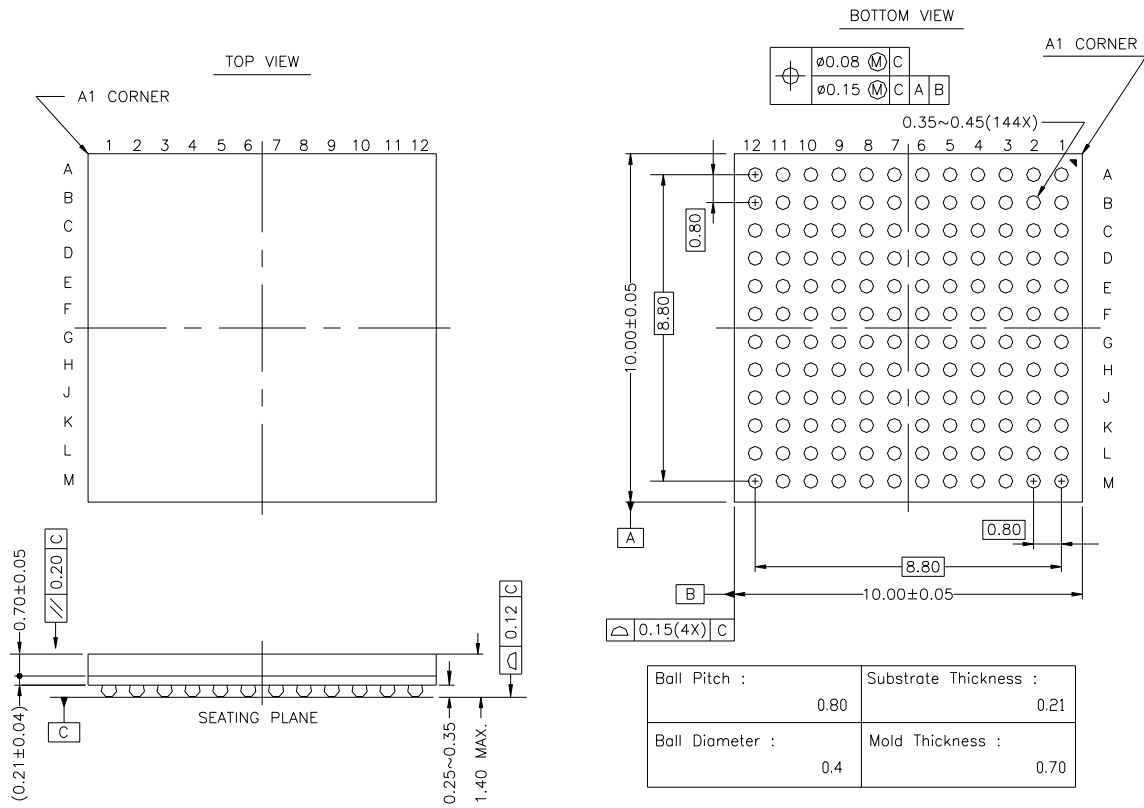 BOTTOM VIEW
TOP VIEW
A1 CORNER
A1 CORNER
ø0.08 Ⓜ C
ø0.15 Ⓜ C A B
0.35~0.45(144X)
1 2 3 4 5 6 7 8 9 10 11 12
A
B
C
D
E
F
G
H
J
K
L
M
12 11 10 9 8 7 6 5 4 3 2 1
A
B
C
D
E
F
G
H
J
K
L
M
0.80
8.80
10.00±0.05
A
0.80
8.80
B
10.00±0.05
0.15(4X) C
0.70±0.05
// 0.20 C
(0.21±0.04)
C
SEATING PLANE
0.12 C
0.25~0.35
1.40 MAX.
Ball Pitch :
0.80
Substrate Thickness :
0.21
Ball Diameter :
0.4
Mold Thickness :
0.70